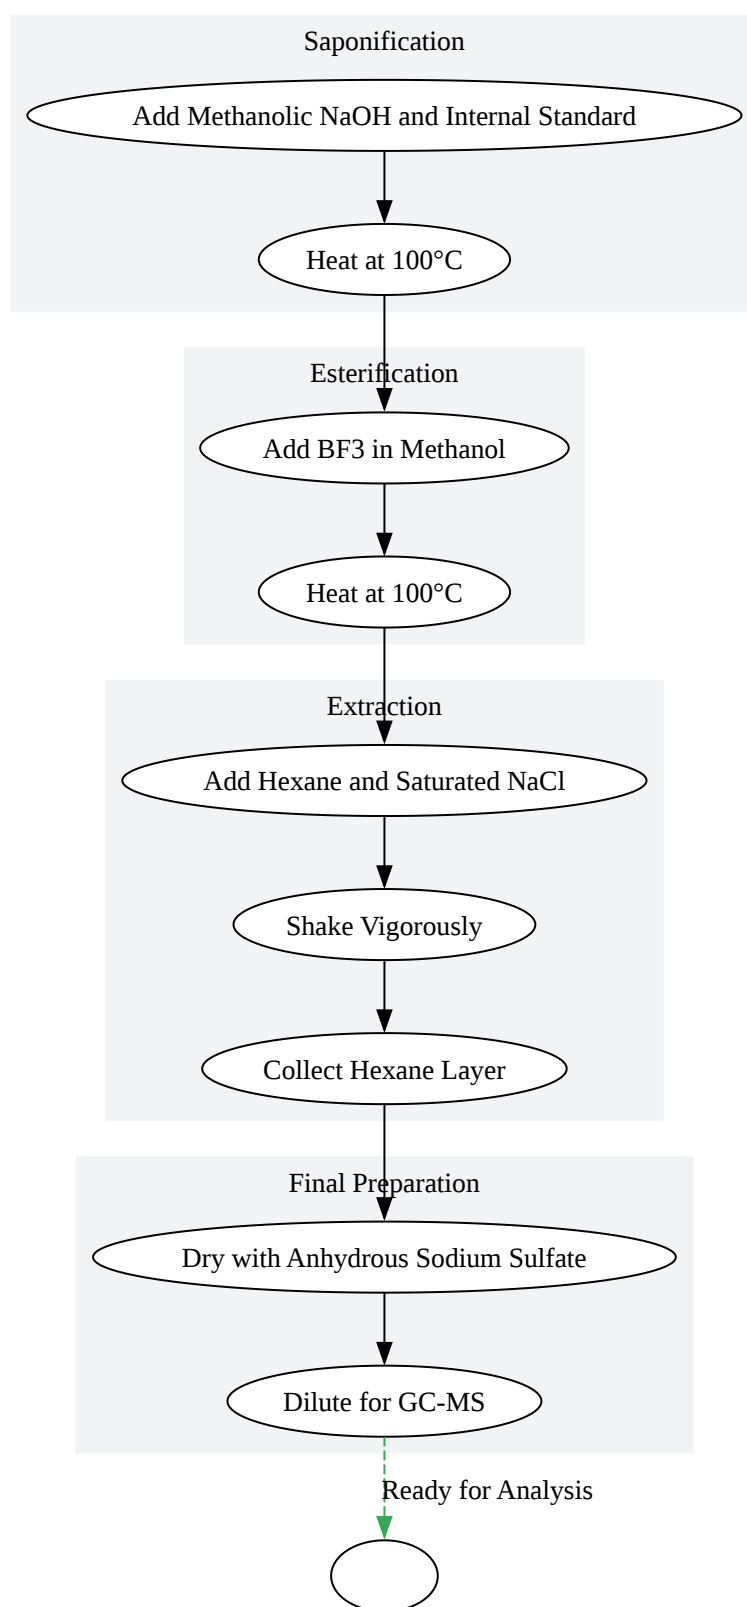 Saponification
Add Methanolic NaOH and Internal Standard
Heat at 100°C
Esterification
Add BF3 in Methanol
Heat at 100°C
Extraction
Add Hexane and Saturated NaCl
Shake Vigorously
Collect Hexane Layer
Final Preparation
Dry with Anhydrous Sodium Sulfate
Dilute for GC-MS
Ready for Analysis